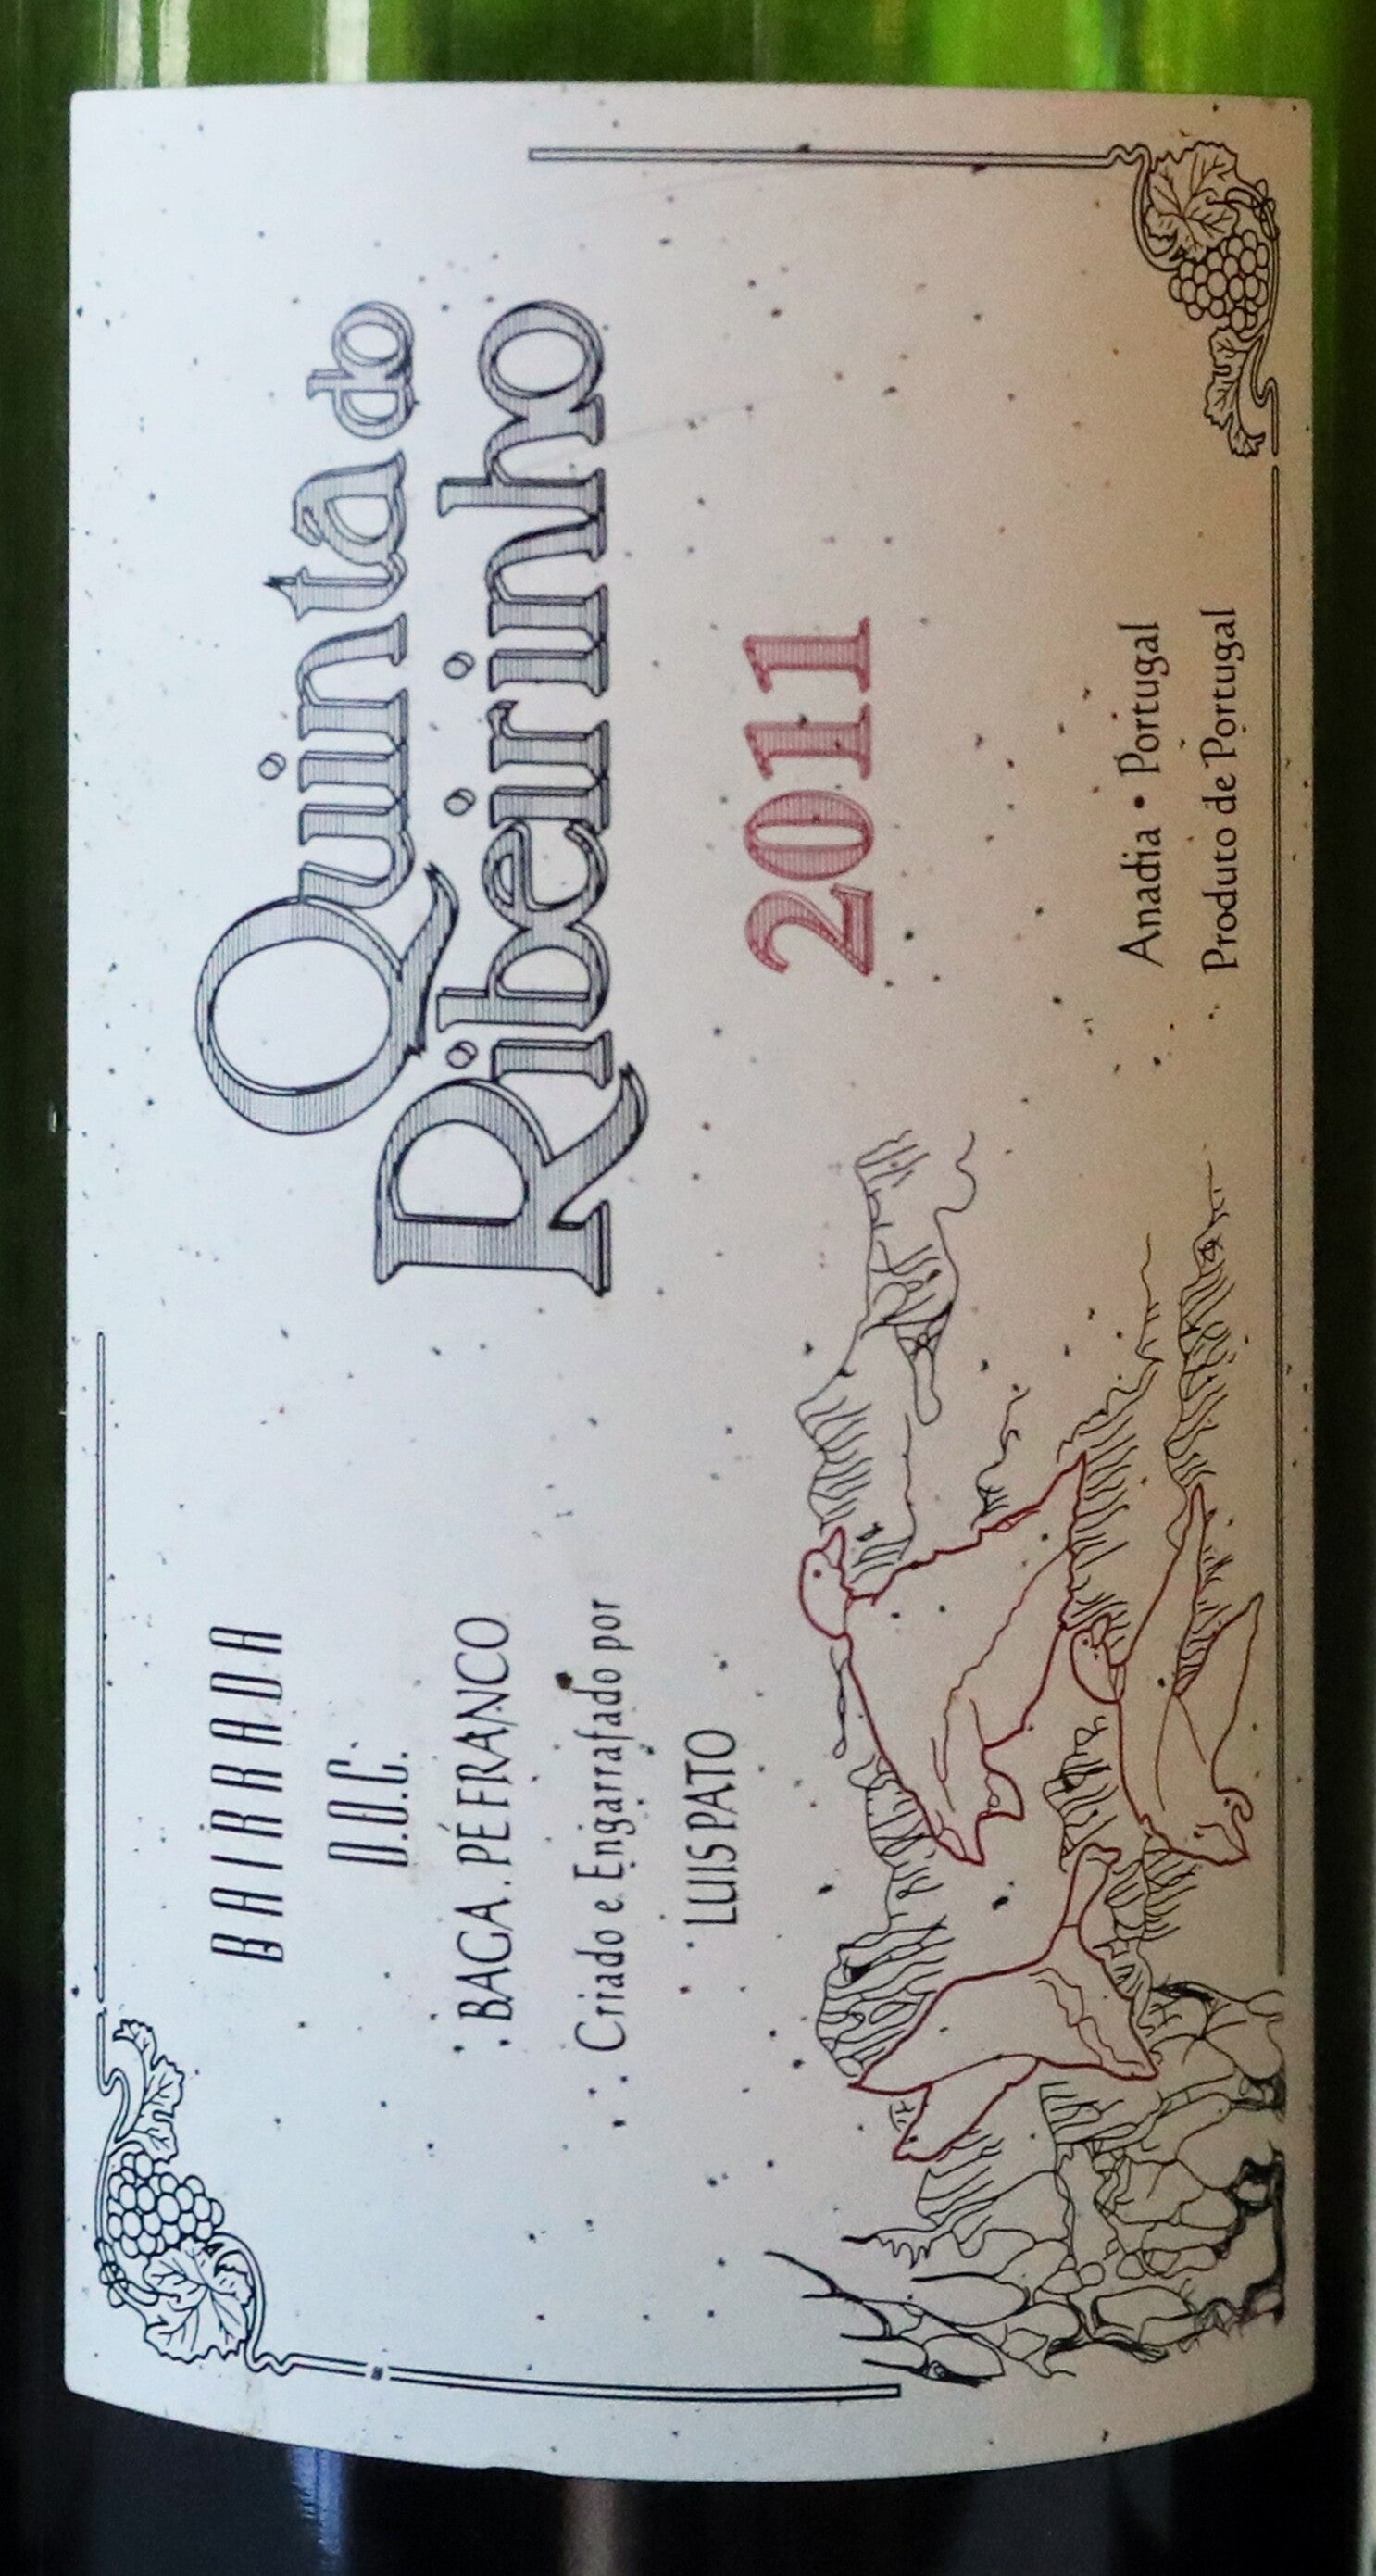 BAIRRADA
D.O.C.
BAGA . PÉ FRANCO
Criado e Engarrafado por
LUIS PATO
Quinta do
Ribeirinho
2011
Anadia • Portugal
Produto de Portugal